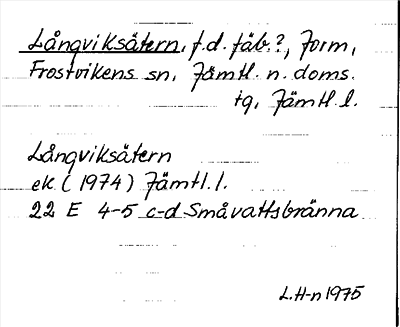 Långviksätern, f.d. fäb.?, Form,
Frostvikens sn, Jämtl. n. doms.
tg, Jämtl. l.
Långviksätern
ek (1974) Jämtl. l.
22 E 4-5 c-d Småvattsbränna
L.H-n 1975